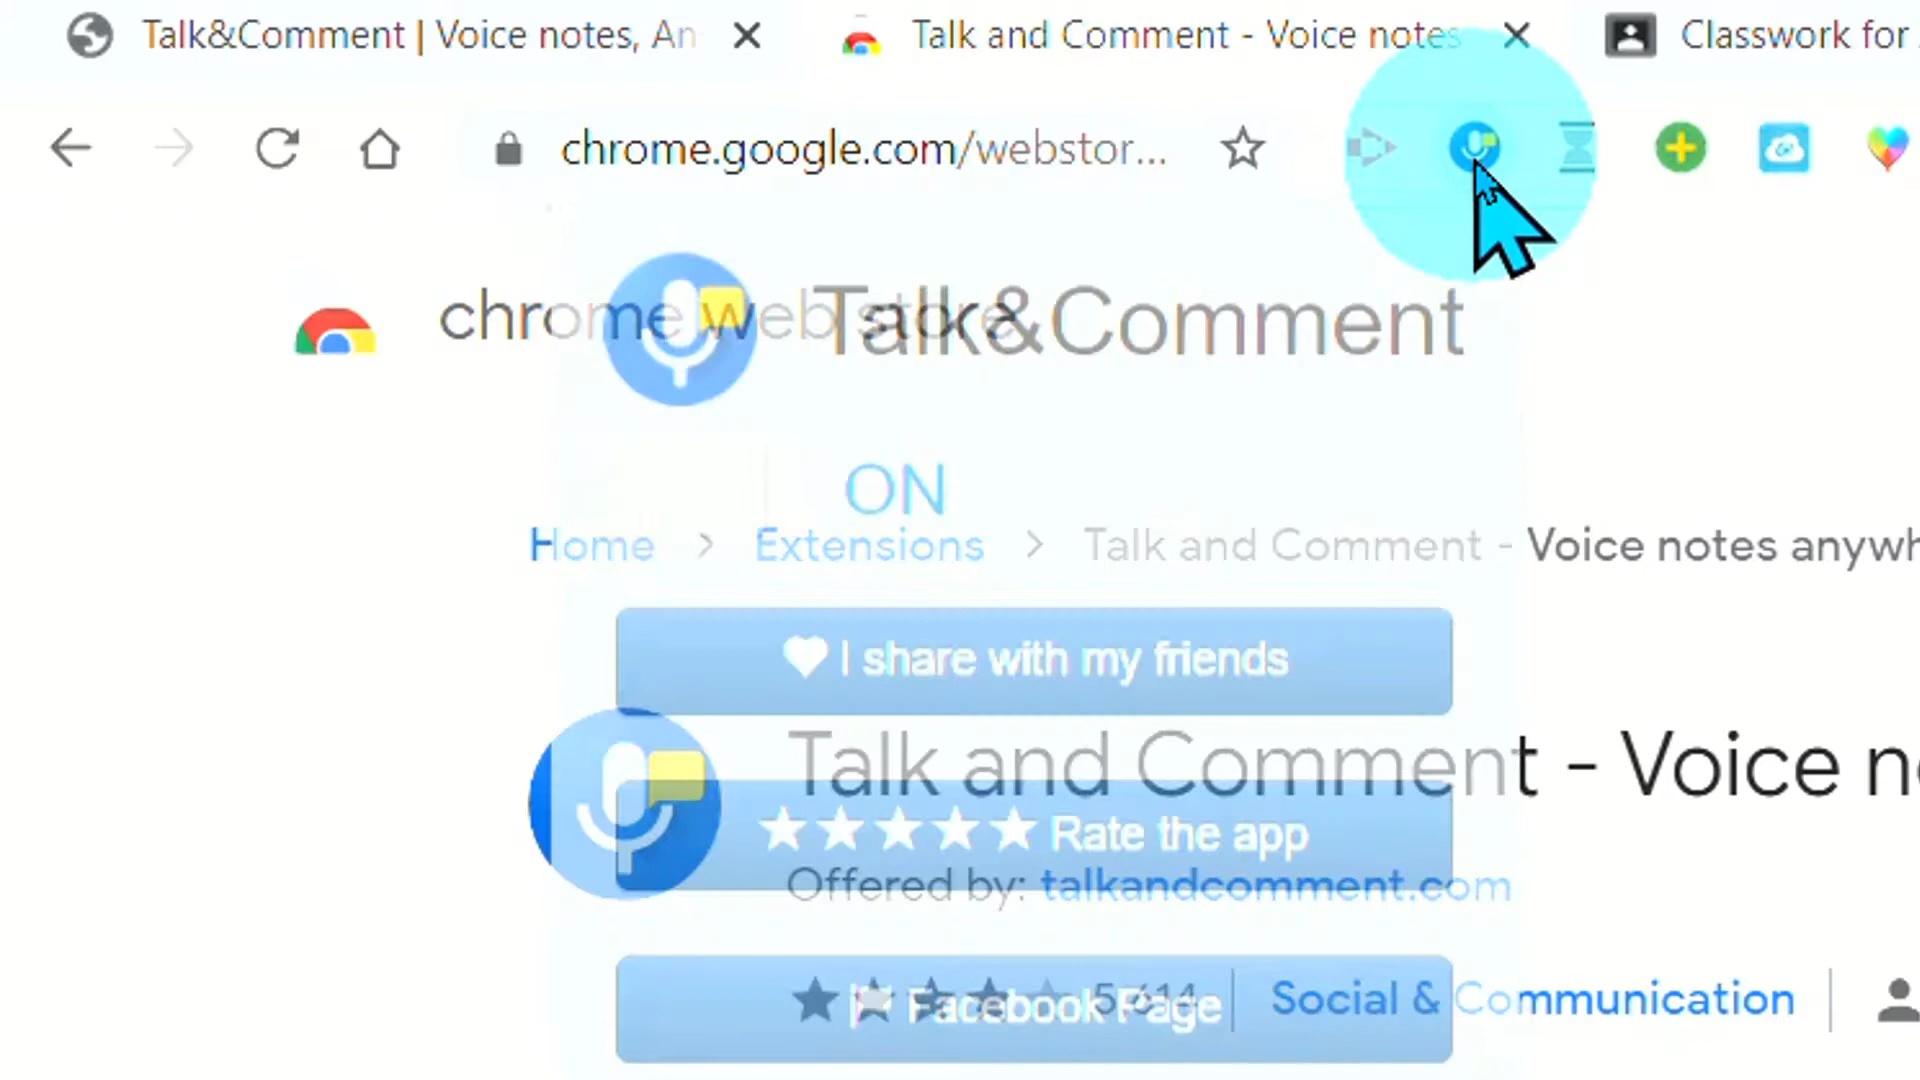 Talk&Comment | Voice notes, An
Talk and Comment - Voice notes
Classwork for
chrome.google.com/webstor...
chrome web store
Talk&Comment
ON
Home > Extensions > Talk and Comment - Voice notes anywh
I share with my friends
Talk and Comment - Voice n
Rate the app
Offered by: talkandcomment.com
Facebook Page
Social & Communication